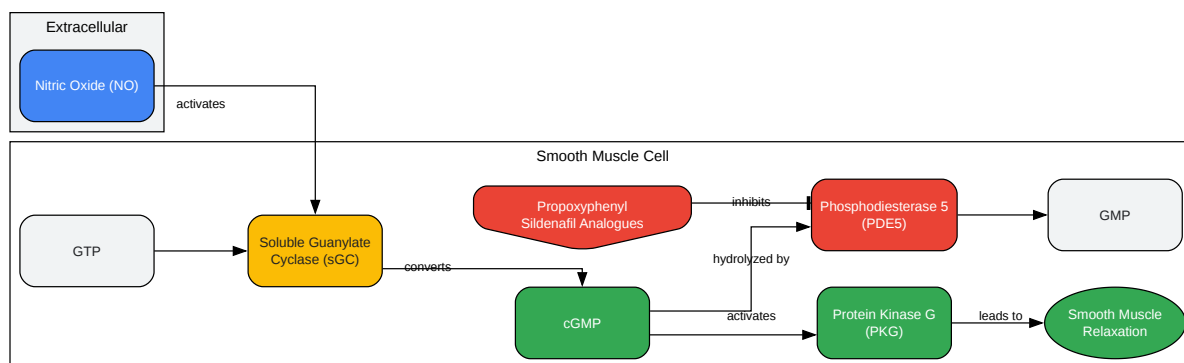 Extracellular
Nitric Oxide (NO)
activates
Smooth Muscle Cell
GTP
Soluble Guanylate
Cyclase (sGC)
converts
Propoxyphenyl
Sildenafil Analogues
inhibits
Phosphodiesterase 5
(PDE5)
GMP
hydrolyzed by
cGMP
activates
Protein Kinase G
(PKG)
leads to
Smooth Muscle
Relaxation